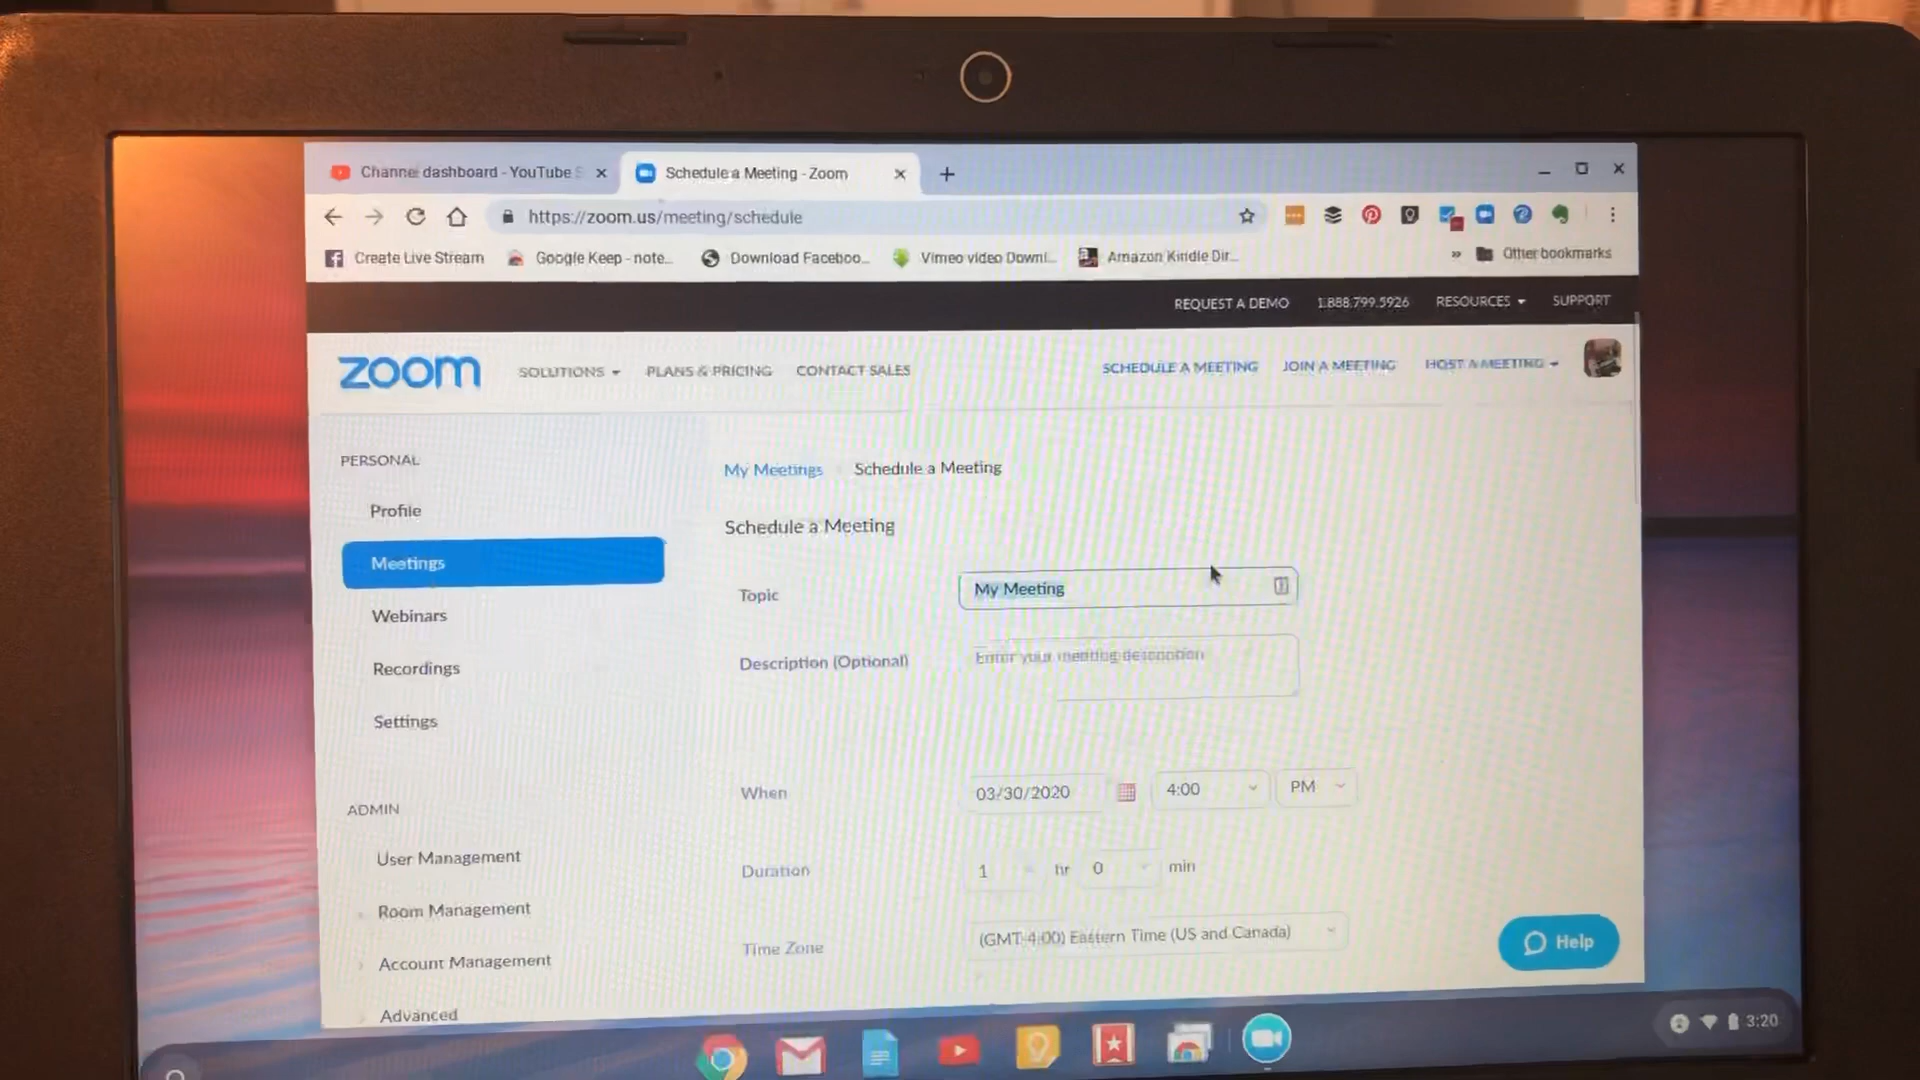 Channel dashboard - YouTube S
Schedule a Meeting - Zoom
https://zoom.us/meeting/schedule
Create Live Stream
Google Keep - note...
Download Faceboo...
Vimeo video Downl...
Amazon Kindle Dir...
»
Other bookmarks
REQUEST A DEMO
1.888.799.5926
RESOURCES
SUPPORT
zoom
SOLUTIONS
PLANS & PRICING
CONTACT SALES
SCHEDULE A MEETING
JOIN A MEETING
HOST A MEETING
PERSONAL
Profile
Meetings
Webinars
Recordings
Settings
ADMIN
User Management
Room Management
Account Management
Advanced
My Meetings
Schedule a Meeting
Schedule a Meeting
Topic
My Meeting
Description (Optional)
Enter your meeting description
When
03/30/2020
4:00
PM
Duration
1
hr
0
min
Time Zone
(GMT-4:00) Eastern Time (US and Canada)
Help
3:20